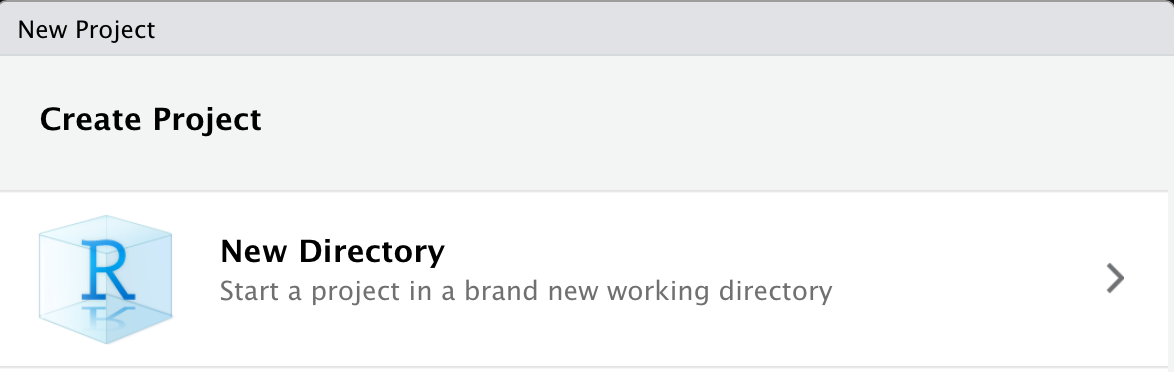 New Project
Create Project
R
New Directory
Start a project in a brand new working directory